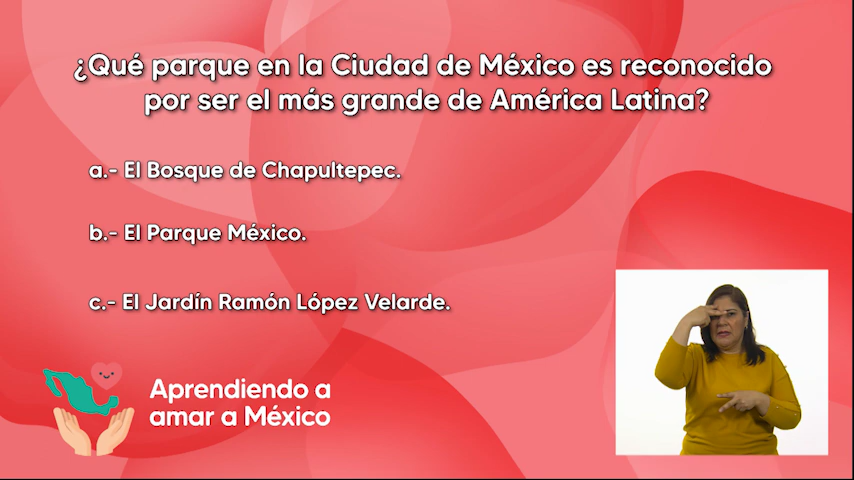 ¿Qué parque en la Ciudad de México es reconocido
por ser el más grande de América Latina?
a.- El Bosque de Chapultepec.
b.- El Parque México.
c.- El Jardín Ramón López Velarde.
Aprendiendo a
amar a México